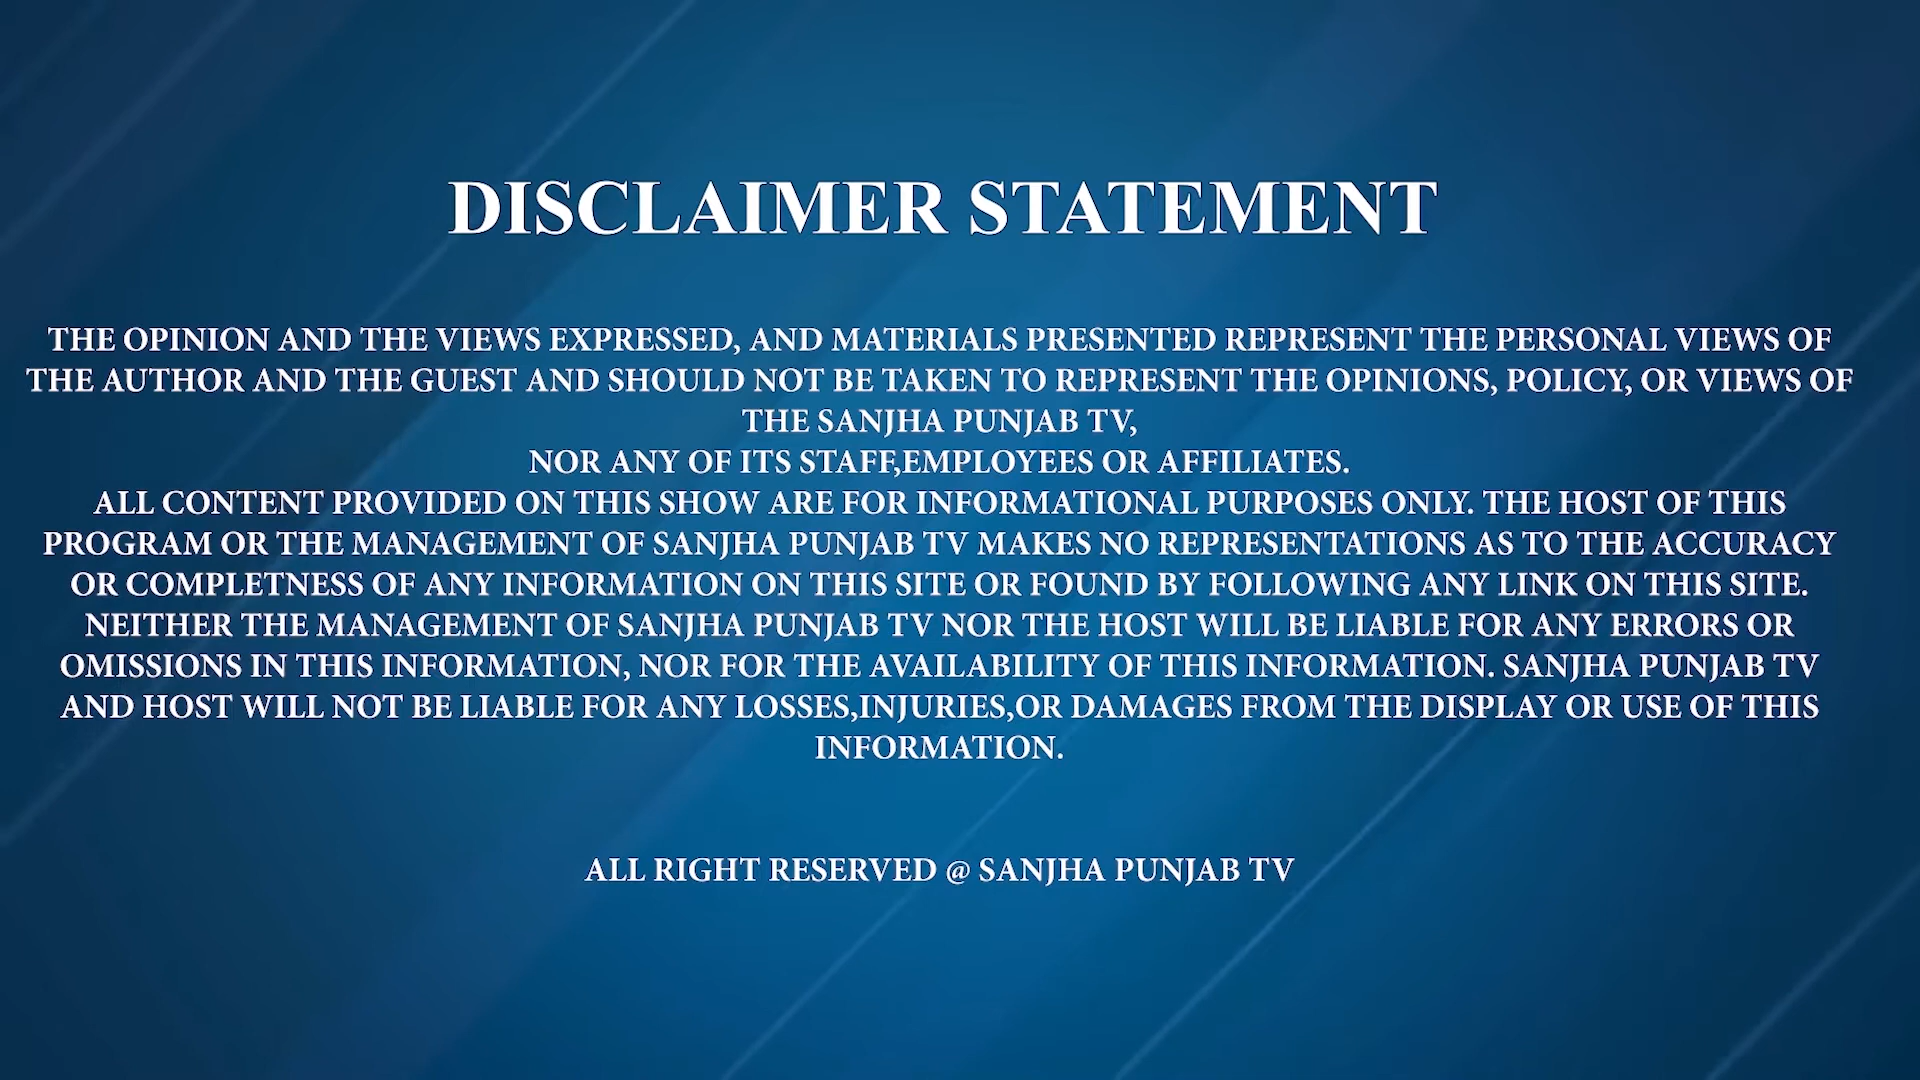 DISCLAIMER STATEMENT
THE OPINION AND THE VIEWS EXPRESSED, AND MATERIALS PRESENTED REPRESENT THE PERSONAL VIEWS OF
THE AUTHOR AND THE GUEST AND SHOULD NOT BE TAKEN TO REPRESENT THE OPINIONS, POLICY, OR VIEWS OF
THE SANJHA PUNJAB TV,
NOR ANY OF ITS STAFF,EMPLOYEES OR AFFILIATES.
ALL CONTENT PROVIDED ON THIS SHOW ARE FOR INFORMATIONAL PURPOSES ONLY. THE HOST OF THIS
PROGRAM OR THE MANAGEMENT OF SANJHA PUNJAB TV MAKES NO REPRESENTATIONS AS TO THE ACCURACY
OR COMPLETNESS OF ANY INFORMATION ON THIS SITE OR FOUND BY FOLLOWING ANY LINK ON THIS SITE.
NEITHER THE MANAGEMENT OF SANJHA PUNJAB TV NOR THE HOST WILL BE LIABLE FOR ANY ERRORS OR
OMISSIONS IN THIS INFORMATION, NOR FOR THE AVAILABILITY OF THIS INFORMATION. SANJHA PUNJAB TV
AND HOST WILL NOT BE LIABLE FOR ANY LOSSES,INJURIES,OR DAMAGES FROM THE DISPLAY OR USE OF THIS
INFORMATION.
ALL RIGHT RESERVED @ SANJHA PUNJAB TV